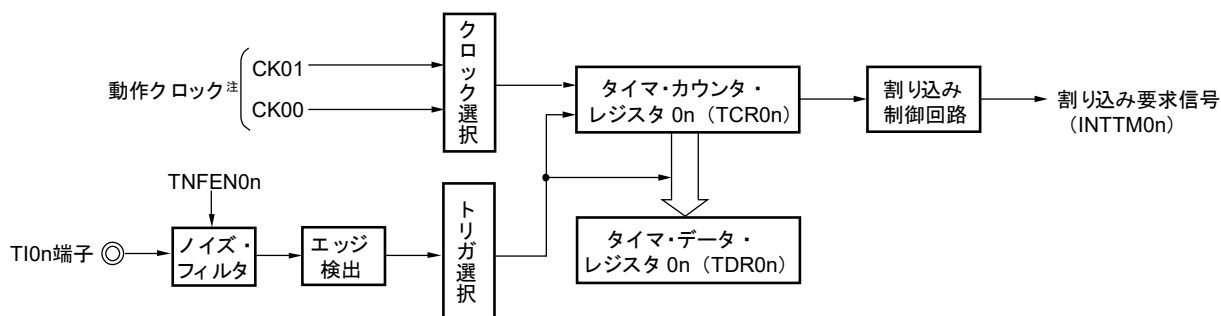 動作クロック注
CK01
CK00
クロック選択
タイマ・カウンタ・
レジスタ 0n（TCR0n）
割り込み
制御回路
割り込み要求信号
（INTTM0n）
TNFEN0n
TI0n端子
ノイズ・
フィルタ
エッジ
検出
トリガ選択
タイマ・データ・
レジスタ 0n（TDR0n）